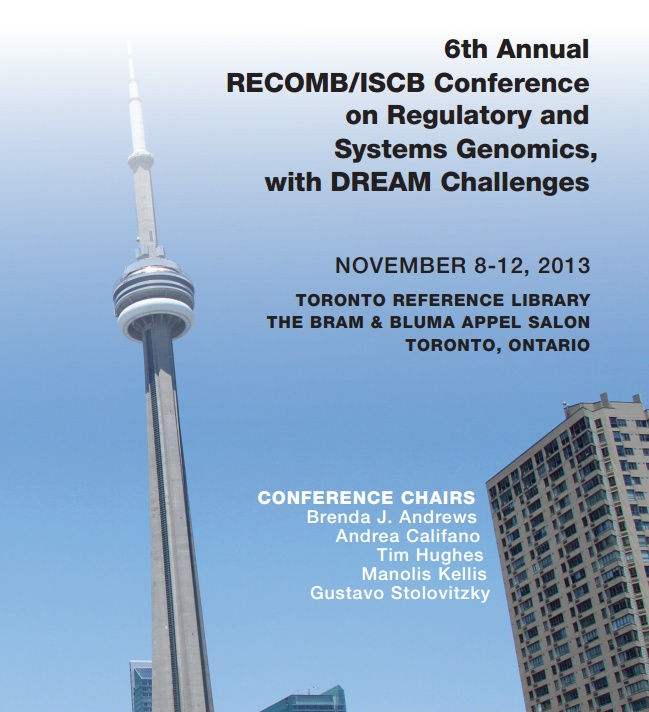 6th Annual
RECOMB/ISCB Conference
on Regulatory and
Systems Genomics,
with DREAM Challenges
NOVEMBER 8-12, 2013
TORONTO REFERENCE LIBRARY
THE BRAM & BLUMA APPEL SALON
TORONTO, ONTARIO
CONFERENCE CHAIRS
Brenda J. Andrews
Andrea Califano
Tim Hughes
Manolis Kellis
Gustavo Stolovitzky